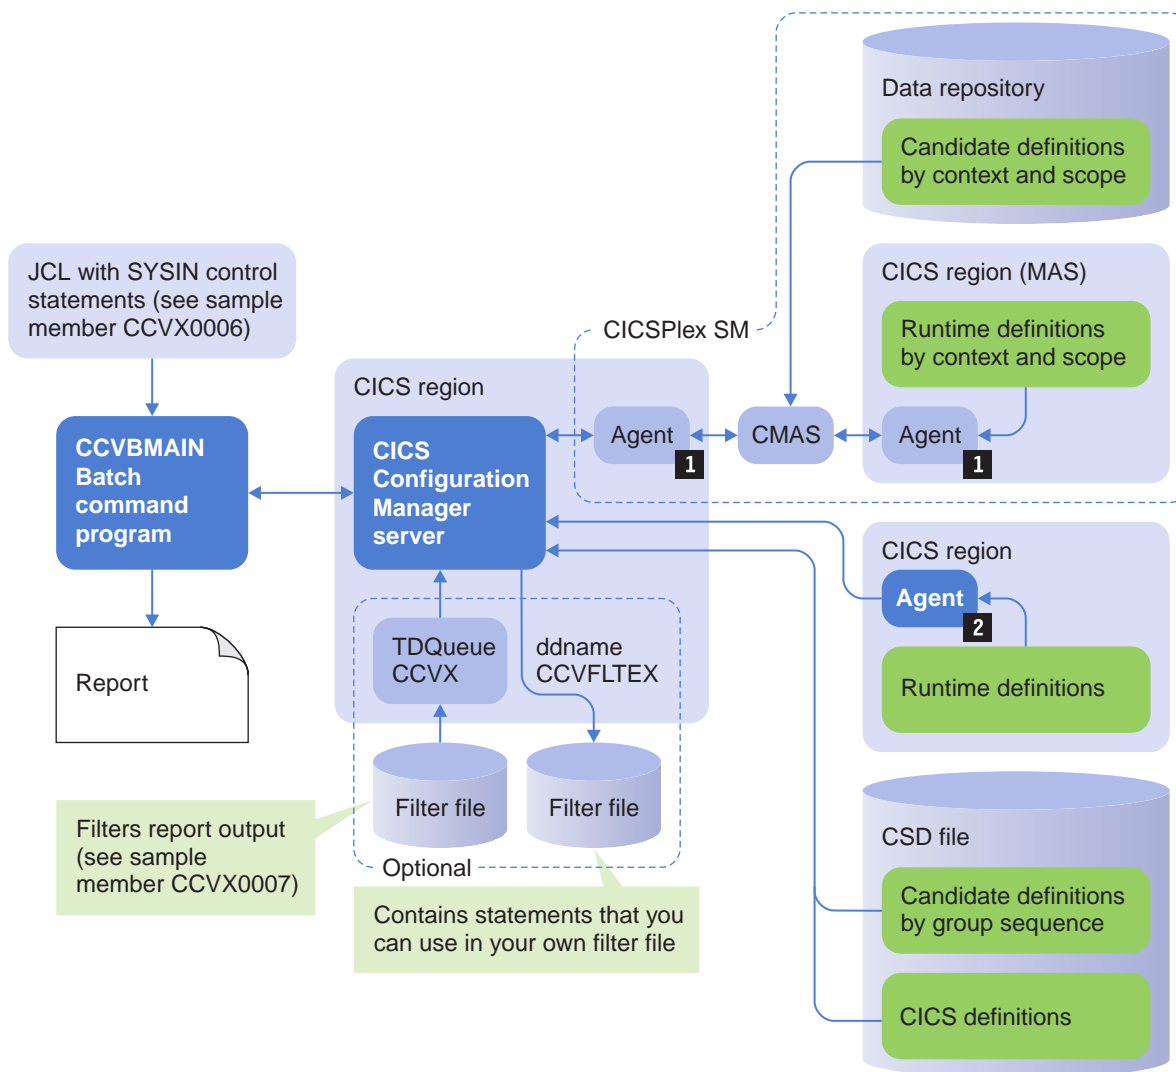 Data repository
Candidate definitions
by context and scope
JCL with SYSIN control
statements (see sample
member CCVX0006)
CICS region (MAS)
Runtime definitions
by context and scope
CICSPlex SM
CICS region
Agent
1
CMAS
Agent
1
CCVBMAIN
Batch
command
program
CICS
Configuration
Manager
server
CICS region
Agent
2
Runtime definitions
TDQueue
CCVX
ddname
CCVFLTEX
Report
Filter file
Filter file
Optional
Filters report output
(see sample
member CCVX0007)
Contains statements that you
can use in your own filter file
CSD file
Candidate definitions
by group sequence
CICS definitions